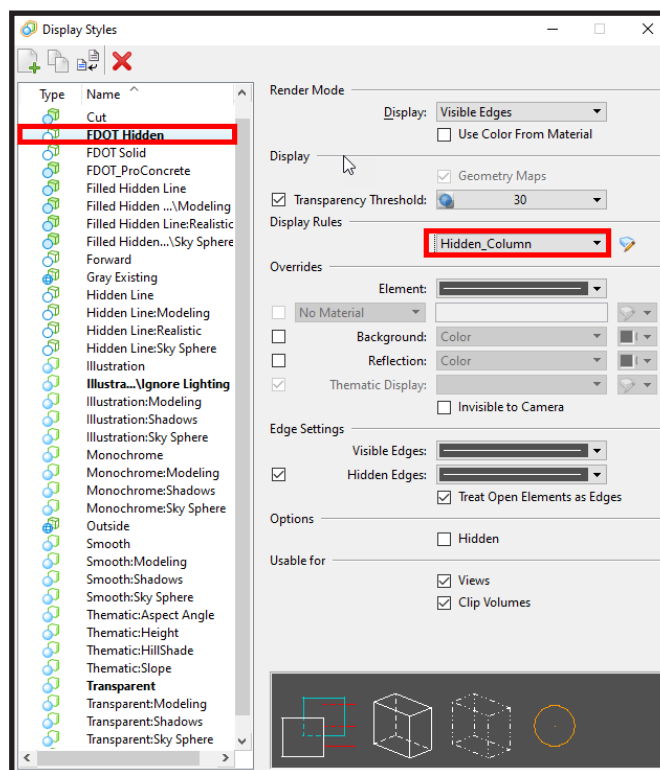 Display Styles
Type Name
Cut
FDOT Hidden
FDOT Solid
FDOT_ProConcrete
Filled Hidden Line
Filled Hidden ...\Modeling
Filled Hidden Line:Realistic
Filled Hidden...\Sky Sphere
Forward
Gray Existing
Hidden Line
Hidden Line:Modeling
Hidden Line:Realistic
Hidden Line:Sky Sphere
Illustration
Illustra...\Ignore Lighting
Illustration:Modeling
Illustration:Shadows
Illustration:Sky Sphere
Monochrome
Monochrome:Modeling
Monochrome:Shadows
Monochrome:Sky Sphere
Outside
Smooth
Smooth:Modeling
Smooth:Shadows
Smooth:Sky Sphere
Thematic:Aspect Angle
Thematic:Height
Thematic:HillShade
Thematic:Slope
Transparent
Transparent:Modeling
Transparent:Shadows
Transparent:Sky Sphere
Render Mode
Display: Visible Edges
Use Color From Material
Display
Geometry Maps
Transparency Threshold: 30
Display Rules
Hidden_Column
Overrides
Element:
No Material
Background: Color
Reflection: Color
Thematic Display:
Invisible to Camera
Edge Settings
Visible Edges:
Hidden Edges:
Treat Open Elements as Edges
Options
Hidden
Usable for
Views
Clip Volumes